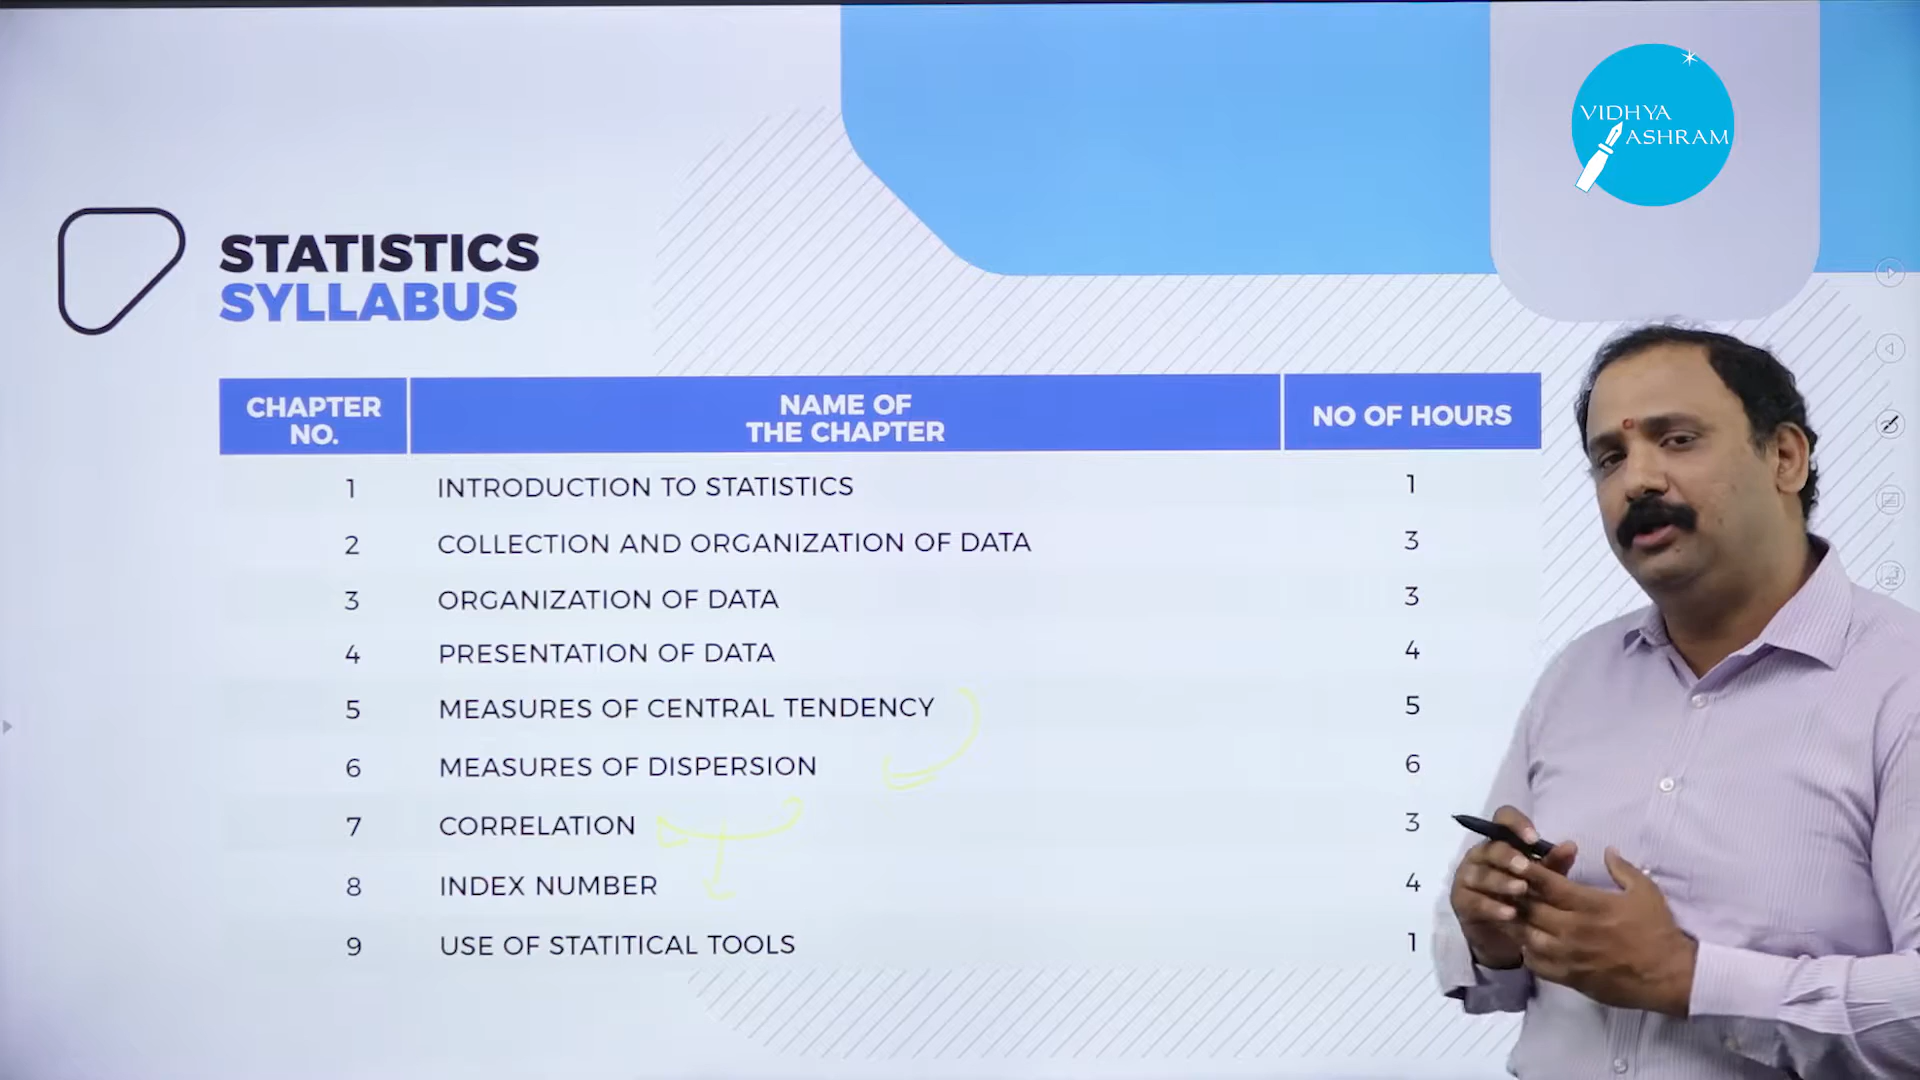 VIDHYA
ASHRAM
STATISTICS
SYLLABUS
CHAPTER
NO.
NAME OF
THE CHAPTER
NO OF HOURS
1 INTRODUCTION TO STATISTICS 1
2 COLLECTION AND ORGANIZATION OF DATA 3
3 ORGANIZATION OF DATA 3
4 PRESENTATION OF DATA 4
5 MEASURES OF CENTRAL TENDENCY 5
6 MEASURES OF DISPERSION 6
7 CORRELATION 3
8 INDEX NUMBER 4
9 USE OF STATITICAL TOOLS 1